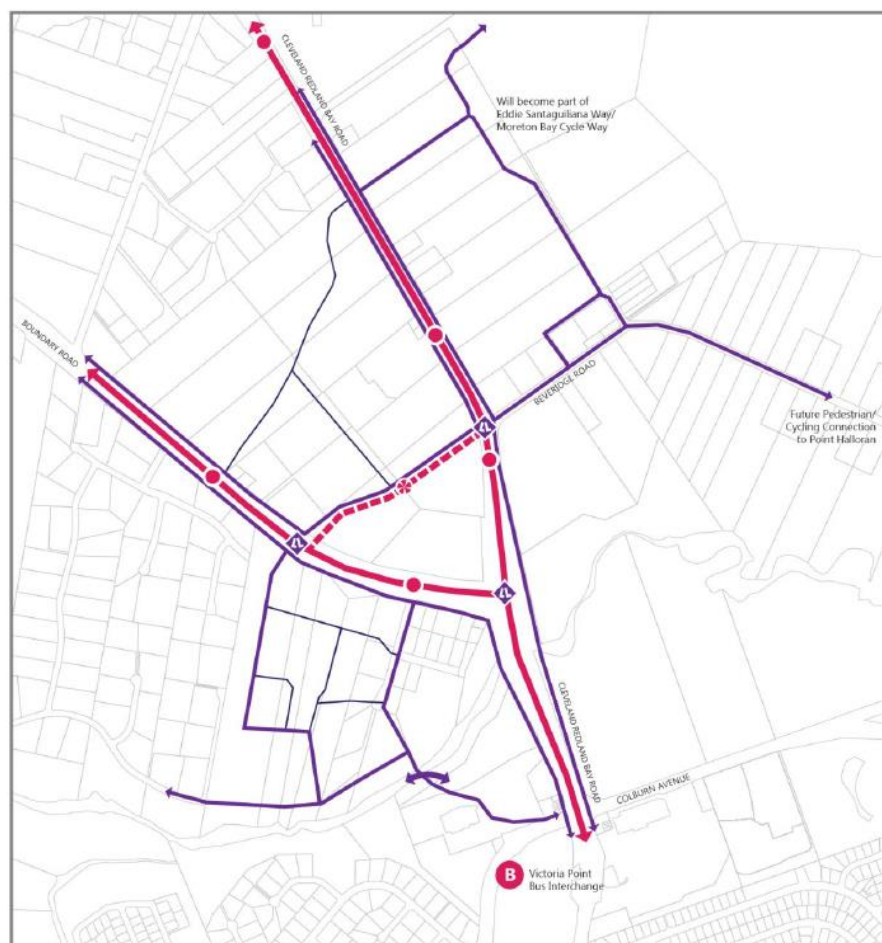 CLEVELAND REDLAND BAY ROAD
Will become part of
Eddie Santaguiliana Way/
Moreton Bay Cycle Way
BOUNDARY ROAD
BEVERIDGE ROAD
Future Pedestrian/
Cycling Connection
to Point Halloran
CLEVELAND REDLAND BAY ROAD
COLBURN AVENUE
B
Victoria Point
Bus Interchange